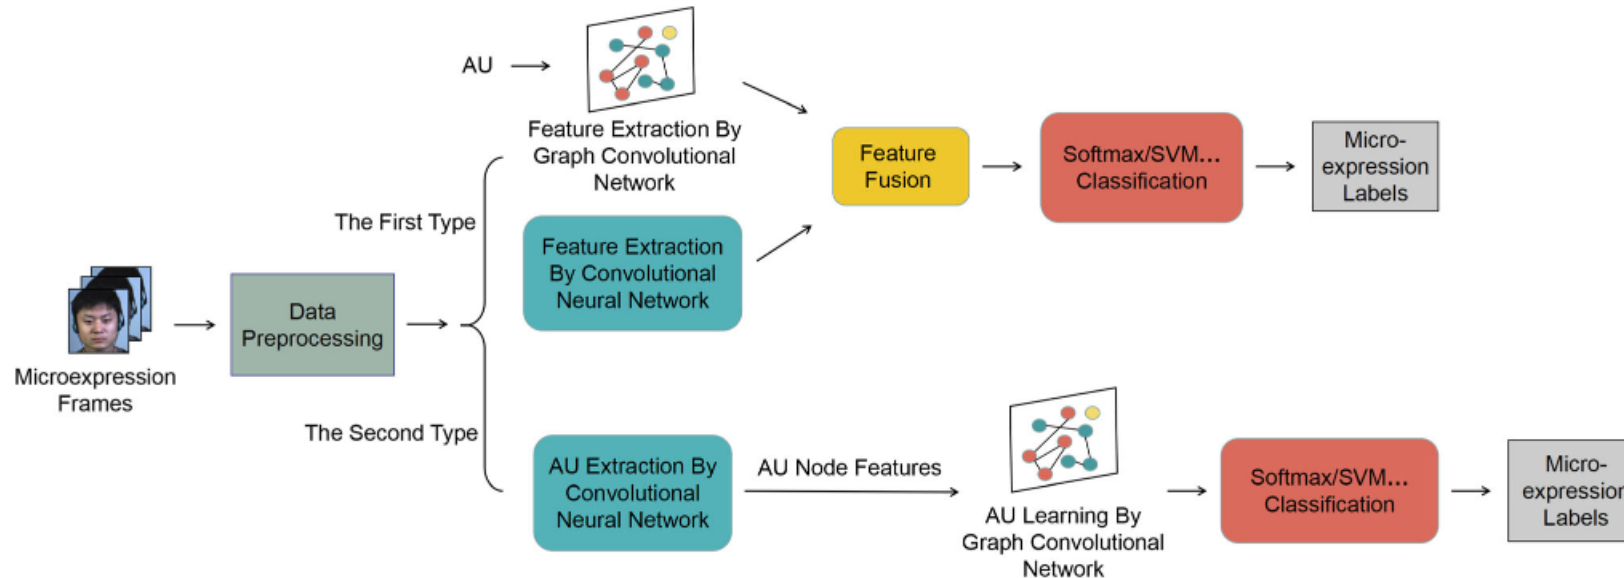 AU
Feature Extraction By
Graph Convolutional
Network
The First Type
Feature Extraction
By Convolutional
Neural Network
Feature
Fusion
Softmax/SVM...
Classification
Micro-
expression
Labels
Microexpression
Frames
Data
Preprocessing
The Second Type
AU Extraction By
Convolutional
Neural Network
AU Node Features
AU Learning By
Graph Convolutional
Network
Softmax/SVM...
Classification
Micro-
expression
Labels